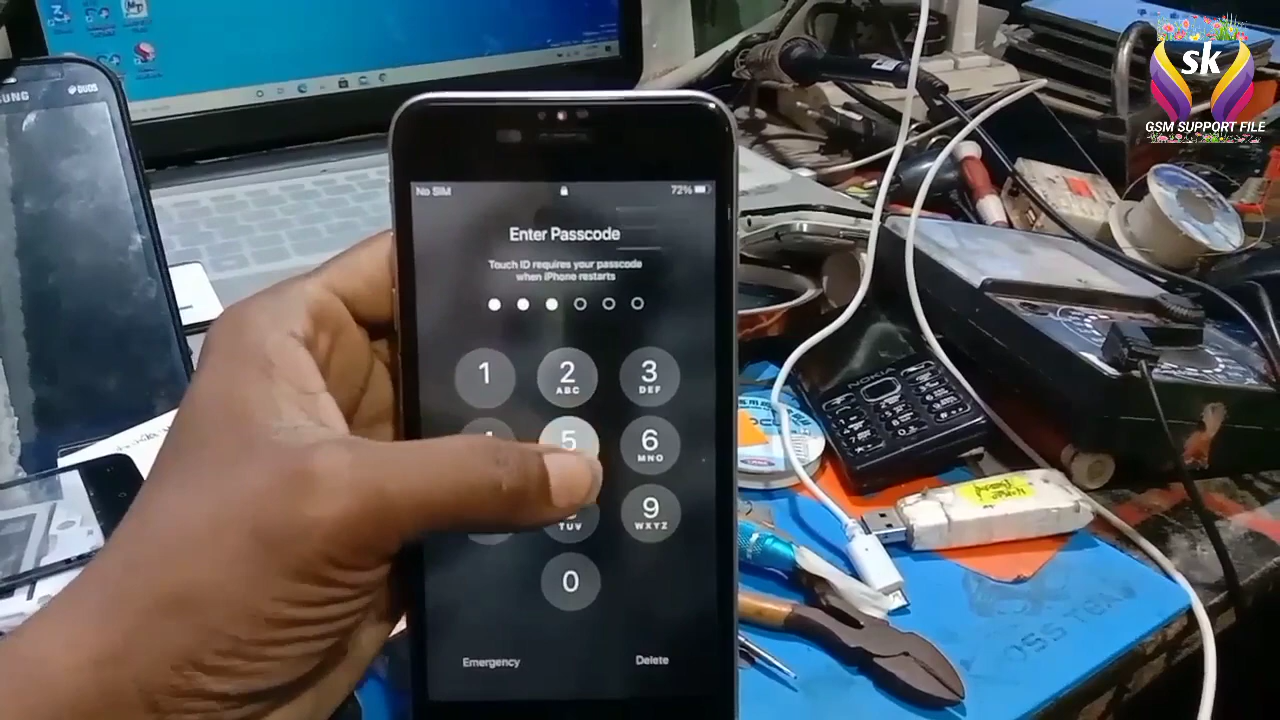 DUOS
sk
GSM SUPPORT FILE
No SIM
72%
Enter Passcode
Touch ID requires your passcode
when iPhone restarts
1
2
ABC
3
DEF
5
6
MNO
TUV
9
WXYZ
0
Emergency
Delete
NOKIA